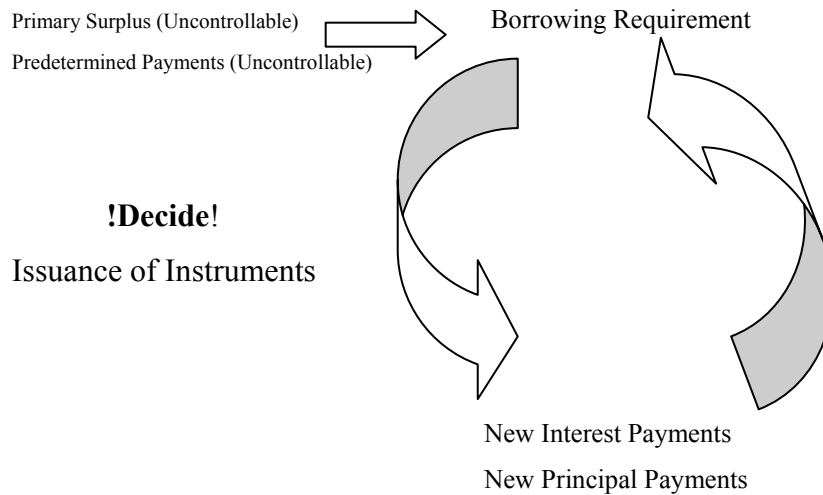 Primary Surplus (Uncontrollable)
Predetermined Payments (Uncontrollable)
Borrowing Requirement
!Decide!
Issuance of Instruments
New Interest Payments
New Principal Payments